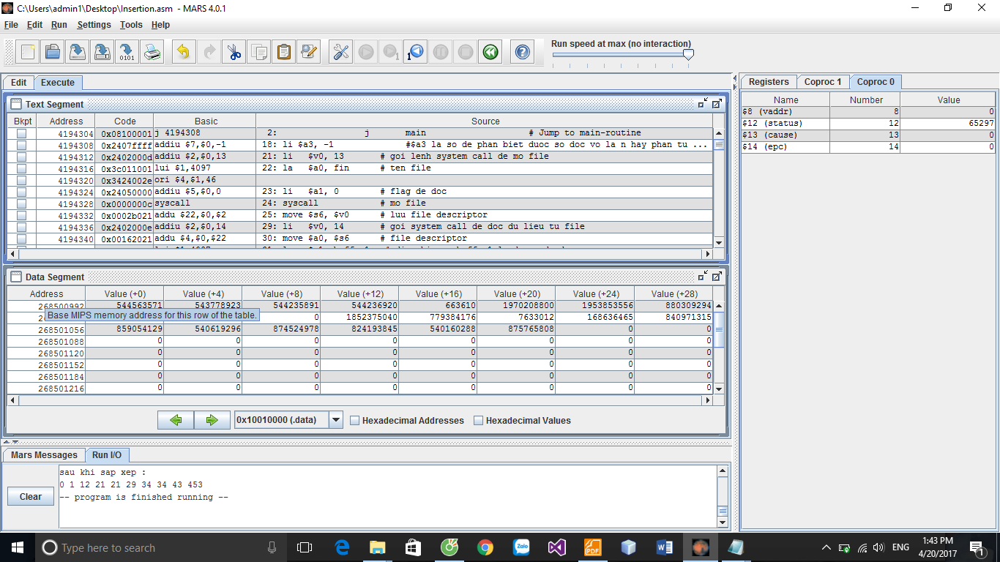 C:\Users\admin1\Desktop\Insertion.asm - MARS 4.0.1
File Edit Run Settings Tools Help
Run speed at max (no interaction)
Edit Execute
Text Segment
Bkpt Address Code Basic Source
4194304 0x08100001 j 4194308 2: j main # Jump to main-routine
4194308 0x2407ffff addiu $7,$0,-1 18: li $a3, -1 #$a3 la so de phan biet duoc so doc vo la n hay phan tu ...
4194312 0x2402000d addiu $2,$0,13 21: li $v0, 13 # goi lenh system call de mo file
4194316 0x3c011001 lui $1,4097 22: la $a0, fin # ten file
4194320 0x3424002e ori $4,$1,46
4194324 0x24050000 addiu $5,$0,0 23: li $a1, 0 # flag de doc
4194328 0x0000000c syscall 24: syscall # mo file
4194332 0x0002b021 addu $22,$0,$2 25: move $s6, $v0 # luu file descriptor
4194336 0x2402000e addiu $2,$0,14 29: li $v0, 14 # goi system call de doc du lieu tu file
4194340 0x00162021 addu $4,$0,$22 30: move $a0, $s6 # file descriptor
Data Segment
Address Value (+0) Value (+4) Value (+8) Value (+12) Value (+16) Value (+20) Value (+24) Value (+28)
268500992 544563571 543778923 544235891 544236920 663610 1970208800 1953853556 880309294
Base MIPS memory address for this row of the table. 0 1852375040 779384176 7633012 168636465 840971315
268501056 859054129 540619296 874524978 824193845 540160288 875765808 0 0
268501088 0 0 0 0 0 0 0 0
268501120 0 0 0 0 0 0 0 0
268501152 0 0 0 0 0 0 0 0
268501184 0 0 0 0 0 0 0 0
268501216 0 0 0 0 0 0 0 0
0x10010000 (.data) Hexadecimal Addresses Hexadecimal Values
Mars Messages Run I/O
Clear
sau khi sap xep :
0 1 12 21 21 29 34 34 43 453
-- program is finished running --
Registers Coproc 1 Coproc 0
Name Number Value
$8 (vaddr) 8 0
$12 (status) 12 65297
$13 (cause) 13 0
$14 (epc) 14 0
Type here to search
Zalo
PDF
ENG
1:43 PM
4/20/2017
1